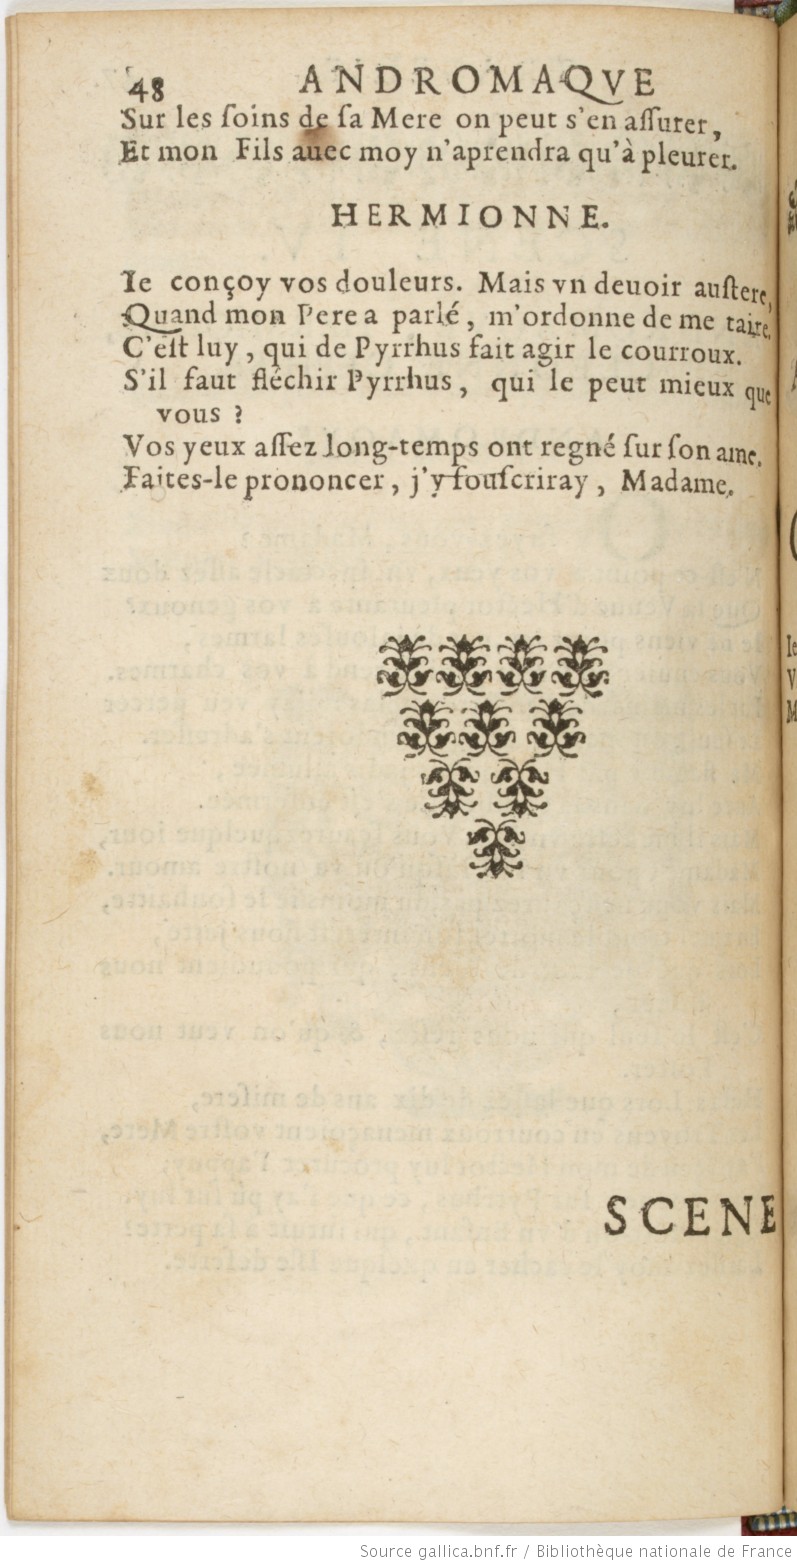 48 ANDROMAQVE
Sur les ſoins de ſa Mere on peut s'en aſſurer,
Et mon Fils auec moy n'aprendra qu'à pleurer.
HERMIONNE.
Ie conçoy vos douleurs. Mais vn deuoir auſtere,
Quand mon Pere a parlé, m'ordonne de me taire.
C'eſt luy, qui de Pyrrhus fait agir le courroux.
S'il faut fléchir Pyrrhus, qui le peut mieux que
vous ?
Vos yeux aſſez long-temps ont regné ſur ſon ame.
Faites-le prononcer, j'y ſouſcriray, Madame.
SCENE
Source gallica.bnf.fr / Bibliothèque nationale de France